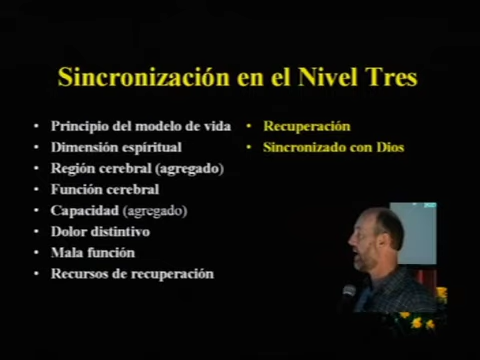 Sincronización en el Nivel Tres
• Principio del modelo de vida
• Dimensión espíritual
• Región cerebral (agregado)
• Función cerebral
• Capacidad (agregado)
• Dolor distintivo
• Mala función
• Recursos de recuperación
• Recuperación
• Sincronizado con Dios